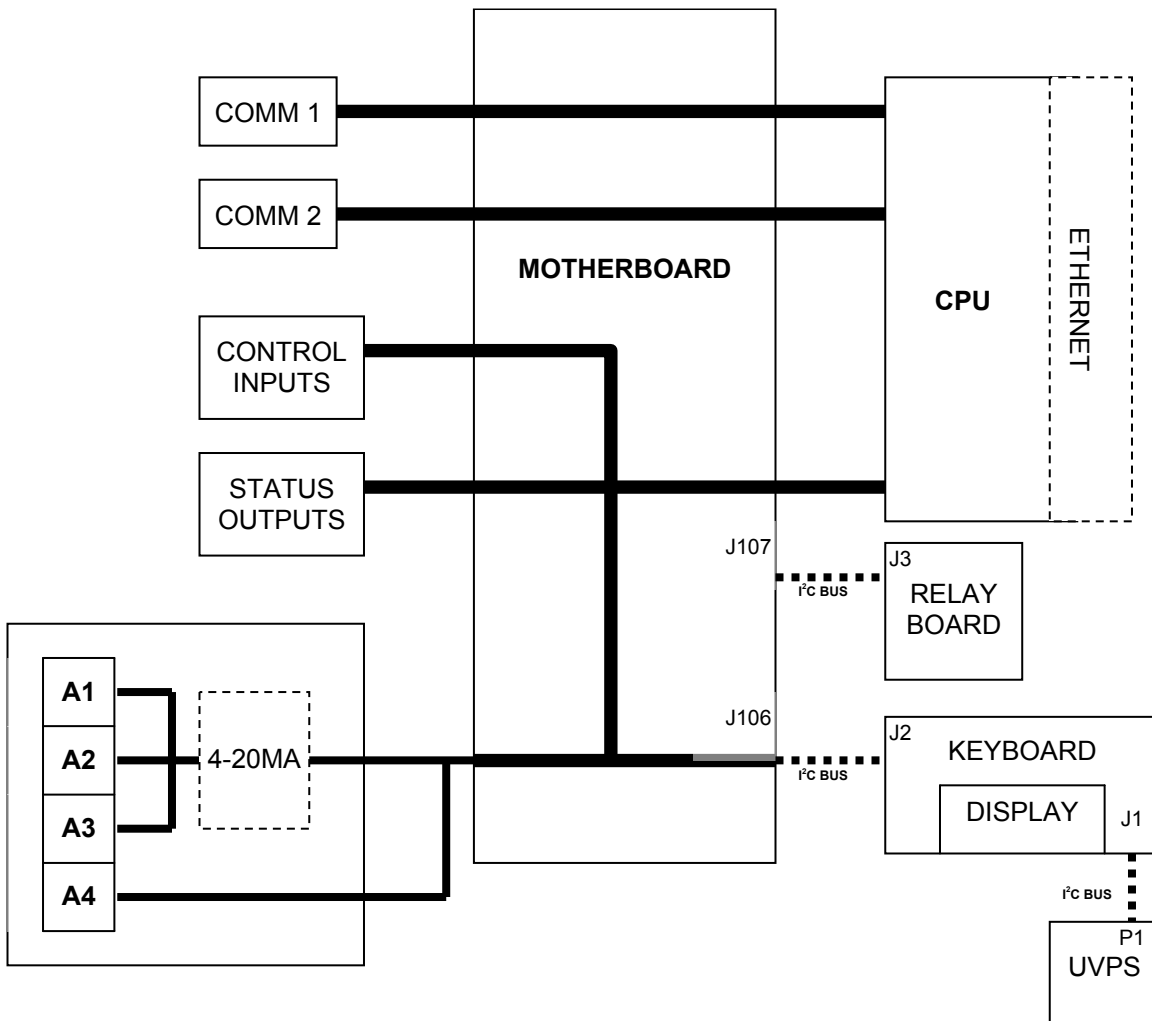 COMM 1
COMM 2
MOTHERBOARD
CPU
ETHERNET
CONTROL
INPUTS
STATUS
OUTPUTS
J107
I²C BUS
J3
RELAY
BOARD
A1
A2
A3
A4
4-20MA
J106
I²C BUS
J2
KEYBOARD
DISPLAY
J1
I²C BUS
P1
UVPS